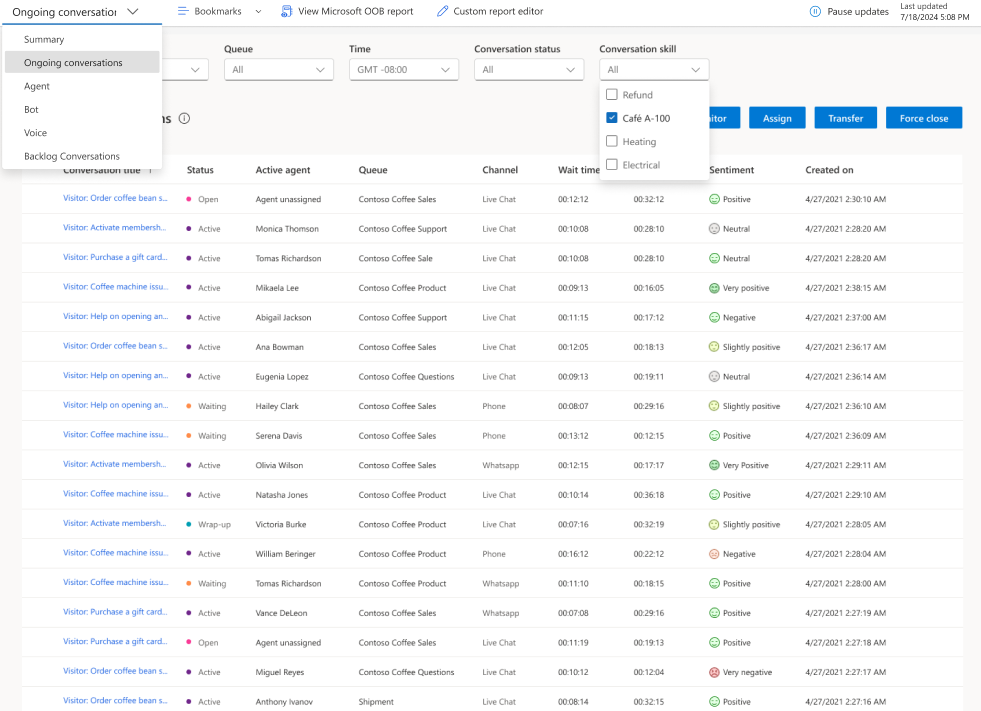 Ongoing conversation Bookmarks View Microsoft OOB report Custom report editor Pause updates Last updated
7/18/2024 5:08 PM
Summary
Ongoing conversations
Agent
Bot
Voice
Backlog Conversations
Queue Time Conversation status Conversation skill
All GMT -08:00 All All
Refund
Café A-100
Heating
Electrical
Assign Transfer Force close
Conversation title ↑ Status Active agent Queue Channel Wait time Sentiment Created on
Visitor: Order coffee bean s... Open Agent unassigned Contoso Coffee Sales Live Chat 00:12:12 00:32:12 Positive 4/27/2021 2:30:10 AM
Visitor: Activate membersh... Active Monica Thomson Contoso Coffee Support Live Chat 00:10:08 00:28:10 Neutral 4/27/2021 2:28:20 AM
Visitor: Purchase a gift card... Active Tomas Richardson Contoso Coffee Sale Live Chat 00:10:08 00:28:10 Neutral 4/27/2021 2:28:20 AM
Visitor: Coffee machine issu... Active Mikaela Lee Contoso Coffee Product Live Chat 00:09:13 00:16:05 Very positive 4/27/2021 2:38:15 AM
Visitor: Help on opening an... Active Abigail Jackson Contoso Coffee Support Live Chat 00:11:15 00:17:12 Negative 4/27/2021 2:37:00 AM
Visitor: Order coffee bean s... Active Ana Bowman Contoso Coffee Sales Live Chat 00:12:05 00:18:13 Slightly positive 4/27/2021 2:36:17 AM
Visitor: Help on opening an... Active Eugenia Lopez Contoso Coffee Questions Live Chat 00:09:13 00:19:11 Neutral 4/27/2021 2:36:14 AM
Visitor: Help on opening an... Waiting Hailey Clark Contoso Coffee Sales Phone 00:08:07 00:29:16 Slightly positive 4/27/2021 2:36:10 AM
Visitor: Coffee machine issu... Waiting Serena Davis Contoso Coffee Sales Phone 00:13:12 00:12:15 Positive 4/27/2021 2:36:09 AM
Visitor: Activate membersh... Active Olivia Wilson Contoso Coffee Sales Whatsapp 00:12:15 00:17:17 Very Positive 4/27/2021 2:29:11 AM
Visitor: Coffee machine issu... Active Natasha Jones Contoso Coffee Product Live Chat 00:10:14 00:36:18 Positive 4/27/2021 2:29:10 AM
Visitor: Activate membersh... Wrap-up Victoria Burke Contoso Coffee Product Live Chat 00:07:16 00:32:19 Slightly positive 4/27/2021 2:28:05 AM
Visitor: Coffee machine issu... Active William Beringer Contoso Coffee Product Phone 00:16:12 00:22:12 Negative 4/27/2021 2:28:04 AM
Visitor: Coffee machine issu... Waiting Tomas Richardson Contoso Coffee Product Whatsapp 00:11:10 00:18:15 Positive 4/27/2021 2:28:00 AM
Visitor: Purchase a gift card... Active Vance DeLeon Contoso Coffee Sales Whatsapp 00:07:08 00:29:16 Positive 4/27/2021 2:27:19 AM
Visitor: Purchase a gift card... Open Agent unassigned Contoso Coffee Sales Live Chat 00:11:19 00:19:13 Positive 4/27/2021 2:27:18 AM
Visitor: Order coffee bean s... Active Miguel Reyes Contoso Coffee Questions Live Chat 00:10:12 00:12:04 Very negative 4/27/2021 2:27:17 AM
Visitor: Order coffee bean s... Active Anthony Ivanov Shipment Live Chat 00:08:14 00:32:15 Positive 4/27/2021 2:27:16 AM